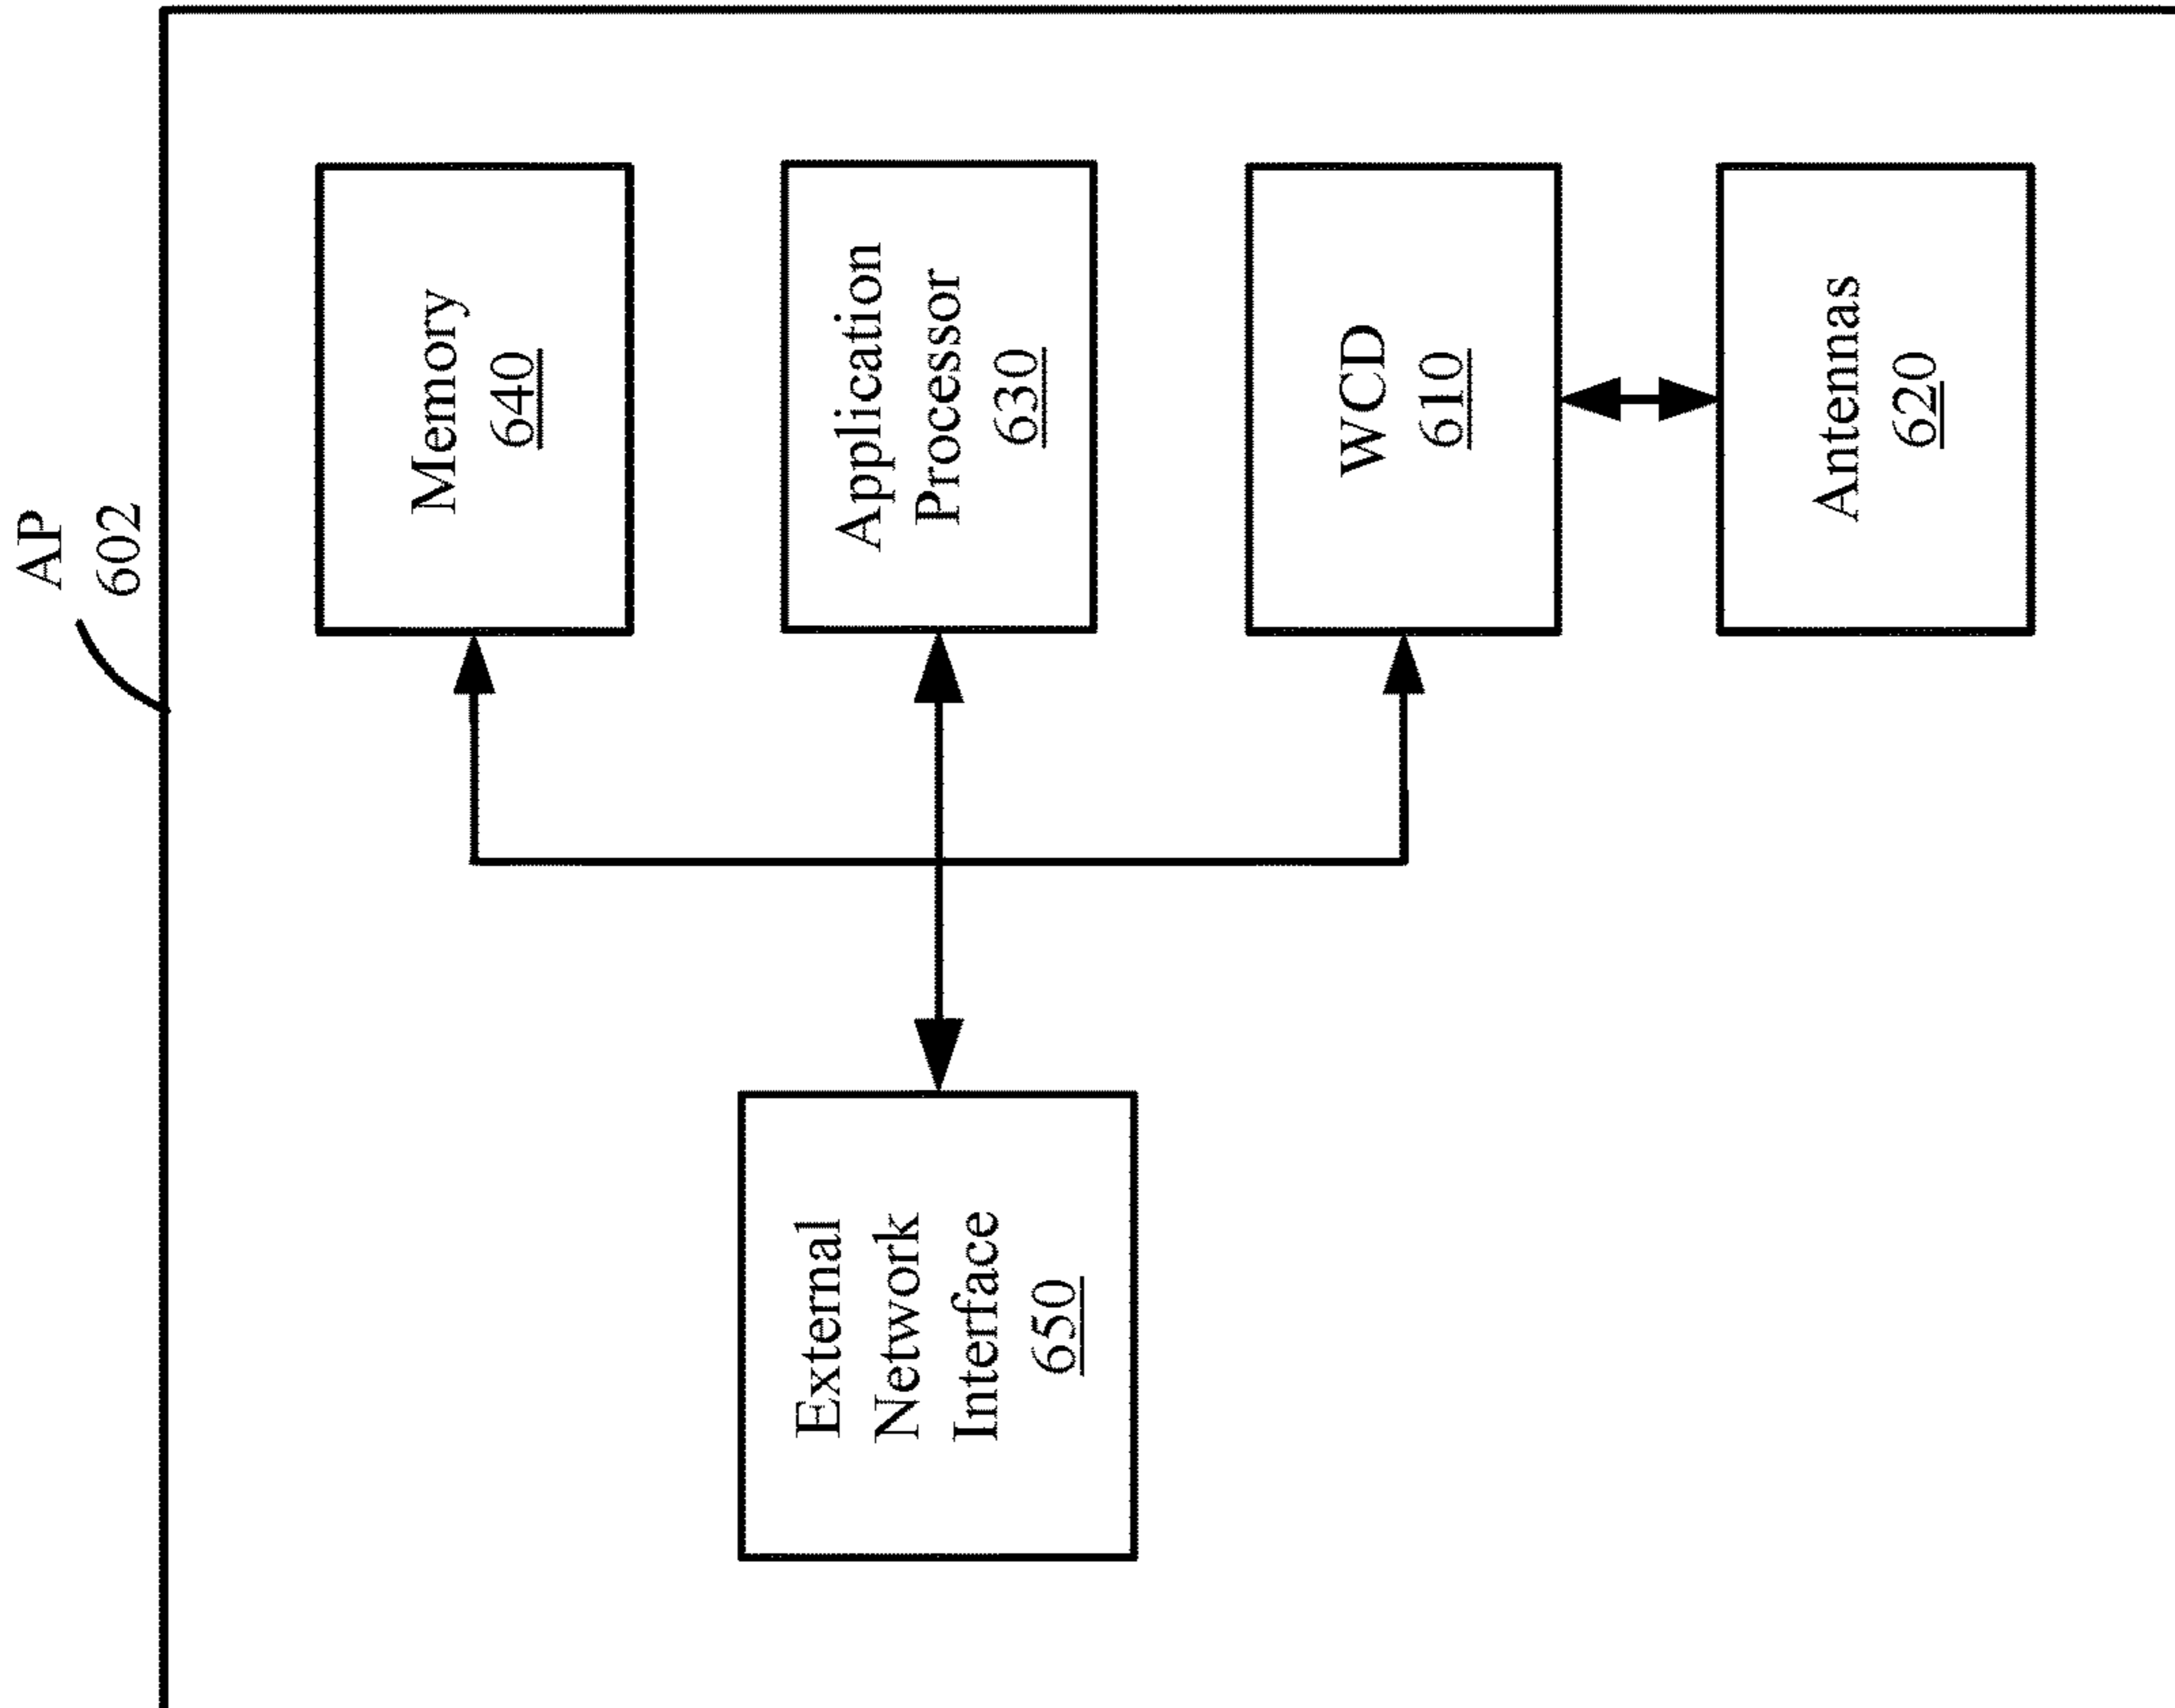 AP
602
Memory
640
Application
Processor
630
WCD
610
Antennas
620
External
Network
Interface
650